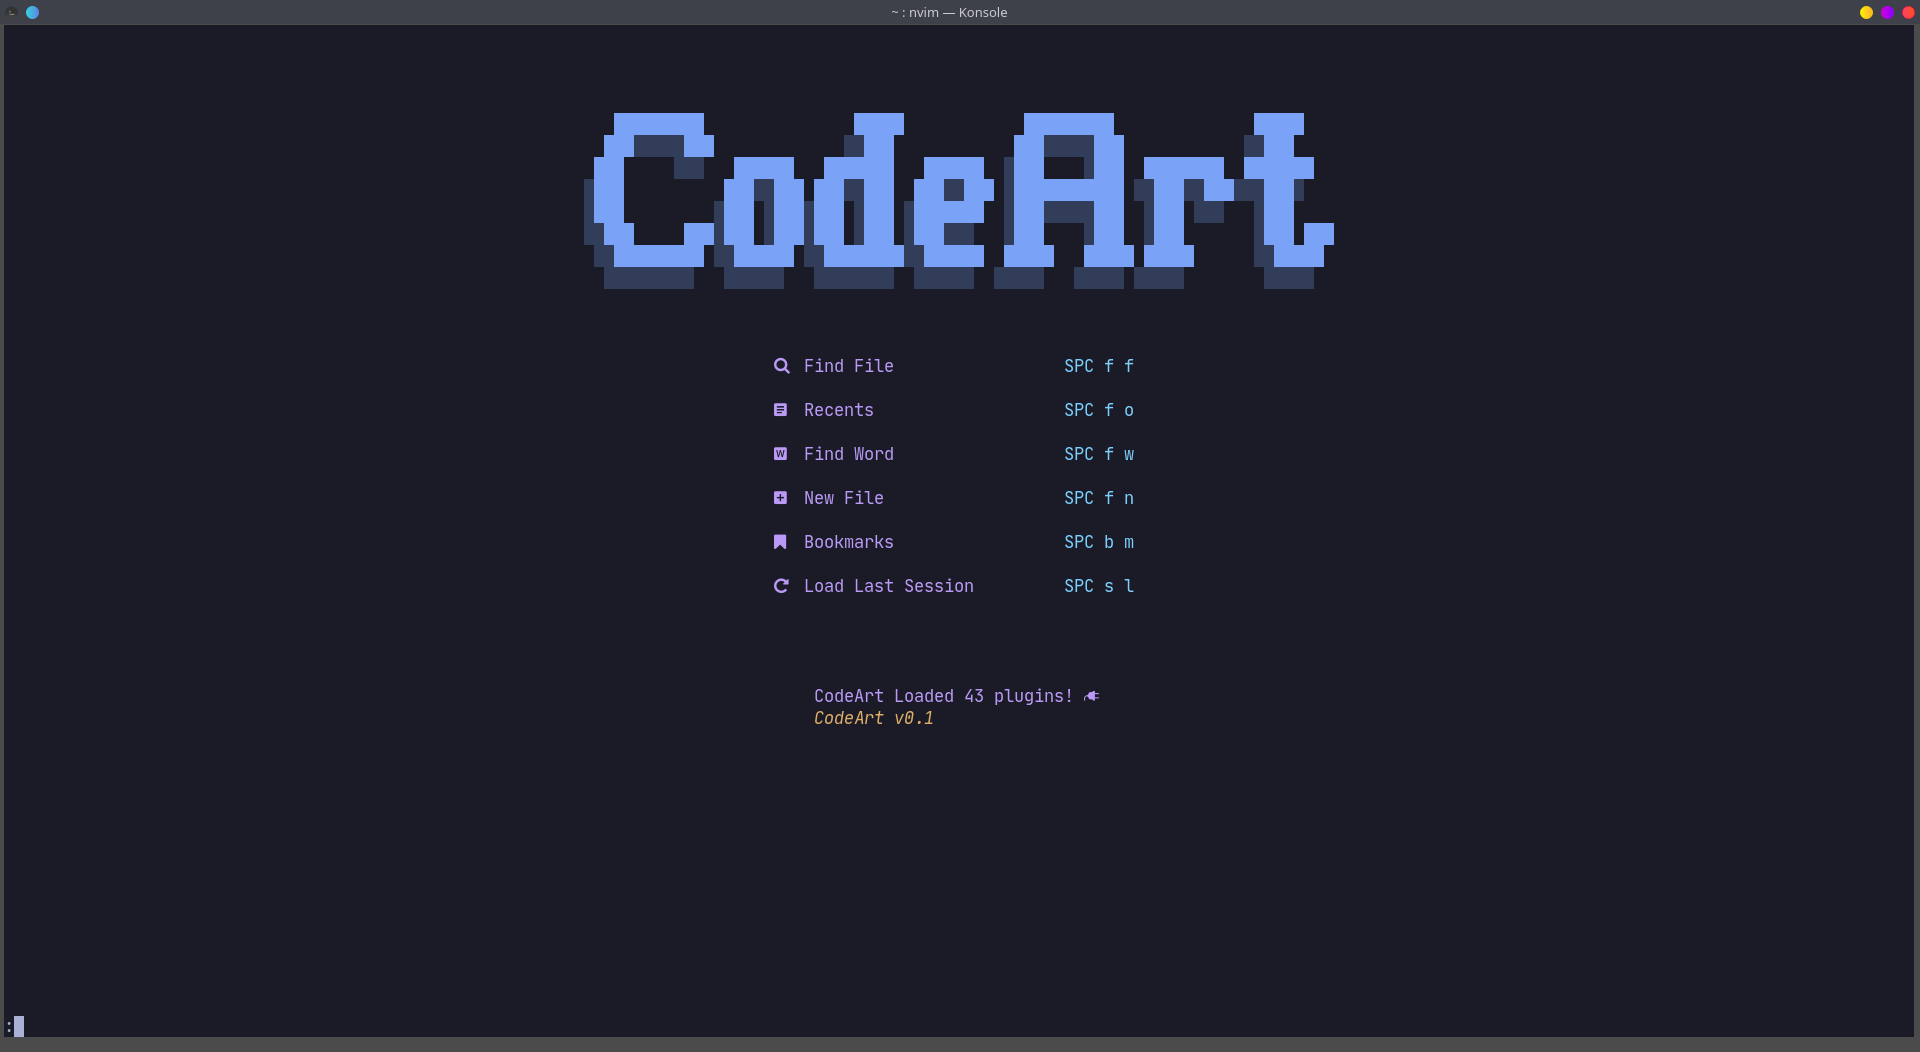 ~ : nvim — Konsole
CodeArt
Find File SPC f f
Recents SPC f o
Find Word SPC f w
New File SPC f n
Bookmarks SPC b m
Load Last Session SPC s l
CodeArt Loaded 43 plugins!
CodeArt v0.1
: